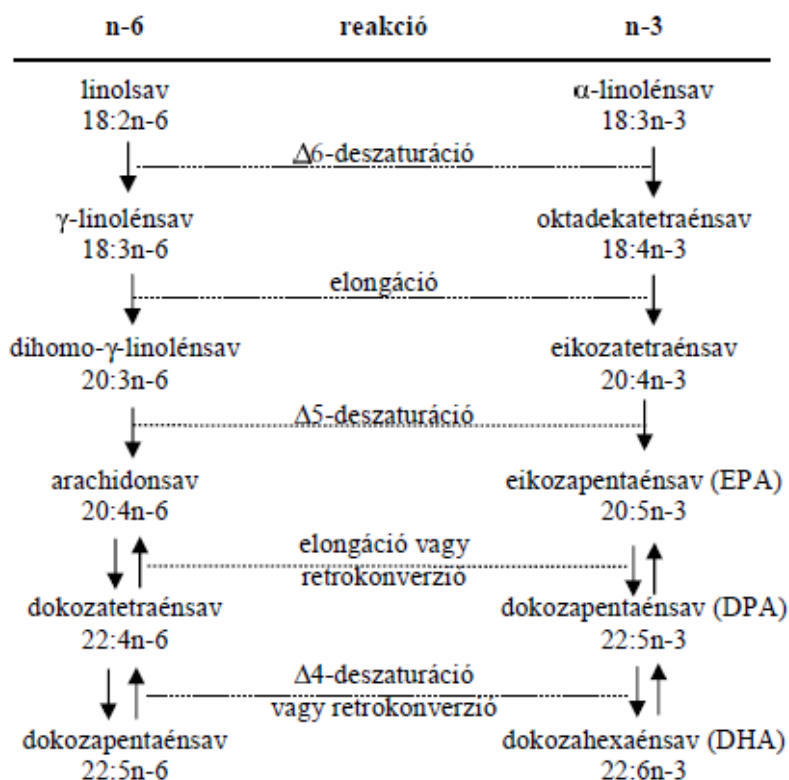 n-6 reakció n-3
linolsav α-linolénsav
18:2n-6 18:3n-3
Δ6-deszaturáció
γ-linolénsav oktadekatetraénsav
18:3n-6 18:4n-3
elongáció
dihomo-γ-linolénsav eikozatetraénsav
20:3n-6 20:4n-3
Δ5-deszaturáció
arachidonsav eikozapentaénsav (EPA)
20:4n-6 20:5n-3
elongáció vagy
retrokonverzió
dokozatetraénsav dokozapentaénsav (DPA)
22:4n-6 22:5n-3
Δ4-deszaturáció
vagy retrokonverzió
dokozapentaénsav dokozahexaénsav (DHA)
22:5n-6 22:6n-3